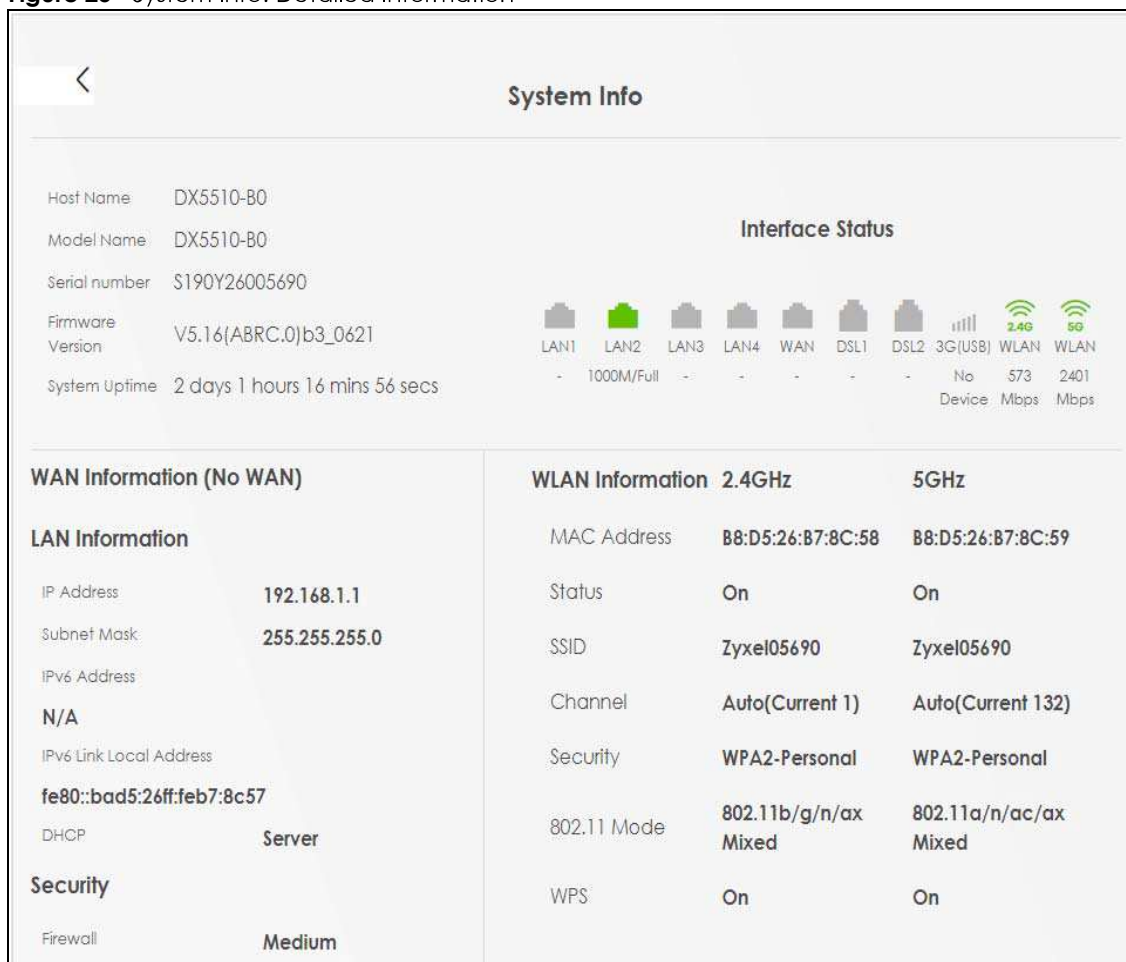 System Info
Host Name DX5510-B0
Model Name DX5510-B0
Serial number S190Y26005690
Firmware Version V5.16(ABRC.0)b3_0621
System Uptime 2 days 1 hours 16 mins 56 secs
Interface Status
2.4G 5G
LAN1 LAN2 LAN3 LAN4 WAN DSL1 DSL2 3G(USB) WLAN WLAN
- 1000M/Full - - - - - No Device 573 Mbps 2401 Mbps
WAN Information (No WAN)
LAN Information
IP Address 192.168.1.1
Subnet Mask 255.255.255.0
IPv6 Address
N/A
IPv6 Link Local Address
fe80::bad5:26ff:feb7:8c57
DHCP Server
Security
Firewall Medium
WLAN Information 2.4GHz 5GHz
MAC Address B8:D5:26:B7:8C:58 B8:D5:26:B7:8C:59
Status On On
SSID Zyxel05690 Zyxel05690
Channel Auto(Current 1) Auto(Current 132)
Security WPA2-Personal WPA2-Personal
802.11 Mode 802.11b/g/n/ax Mixed 802.11a/n/ac/ax Mixed
WPS On On